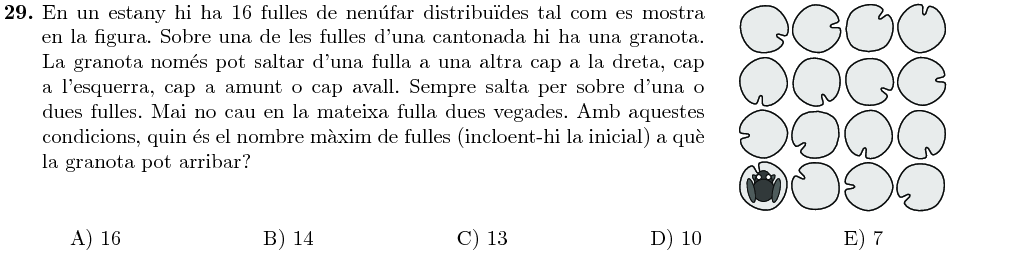 29. En un estany hi ha 16 fulles de nenúfar distribuïdes tal com es mostra
en la figura. Sobre una de les fulles d'una cantonada hi ha una granota.
La granota només pot saltar d'una fulla a una altra cap a la dreta, cap
a l'esquerra, cap a amunt o cap avall. Sempre salta per sobre d'una o
dues fulles. Mai no cau en la mateixa fulla dues vegades. Amb aquestes
condicions, quin és el nombre màxim de fulles (incloent-hi la inicial) a què
la granota pot arribar?
A) 16 B) 14 C) 13 D) 10 E) 7